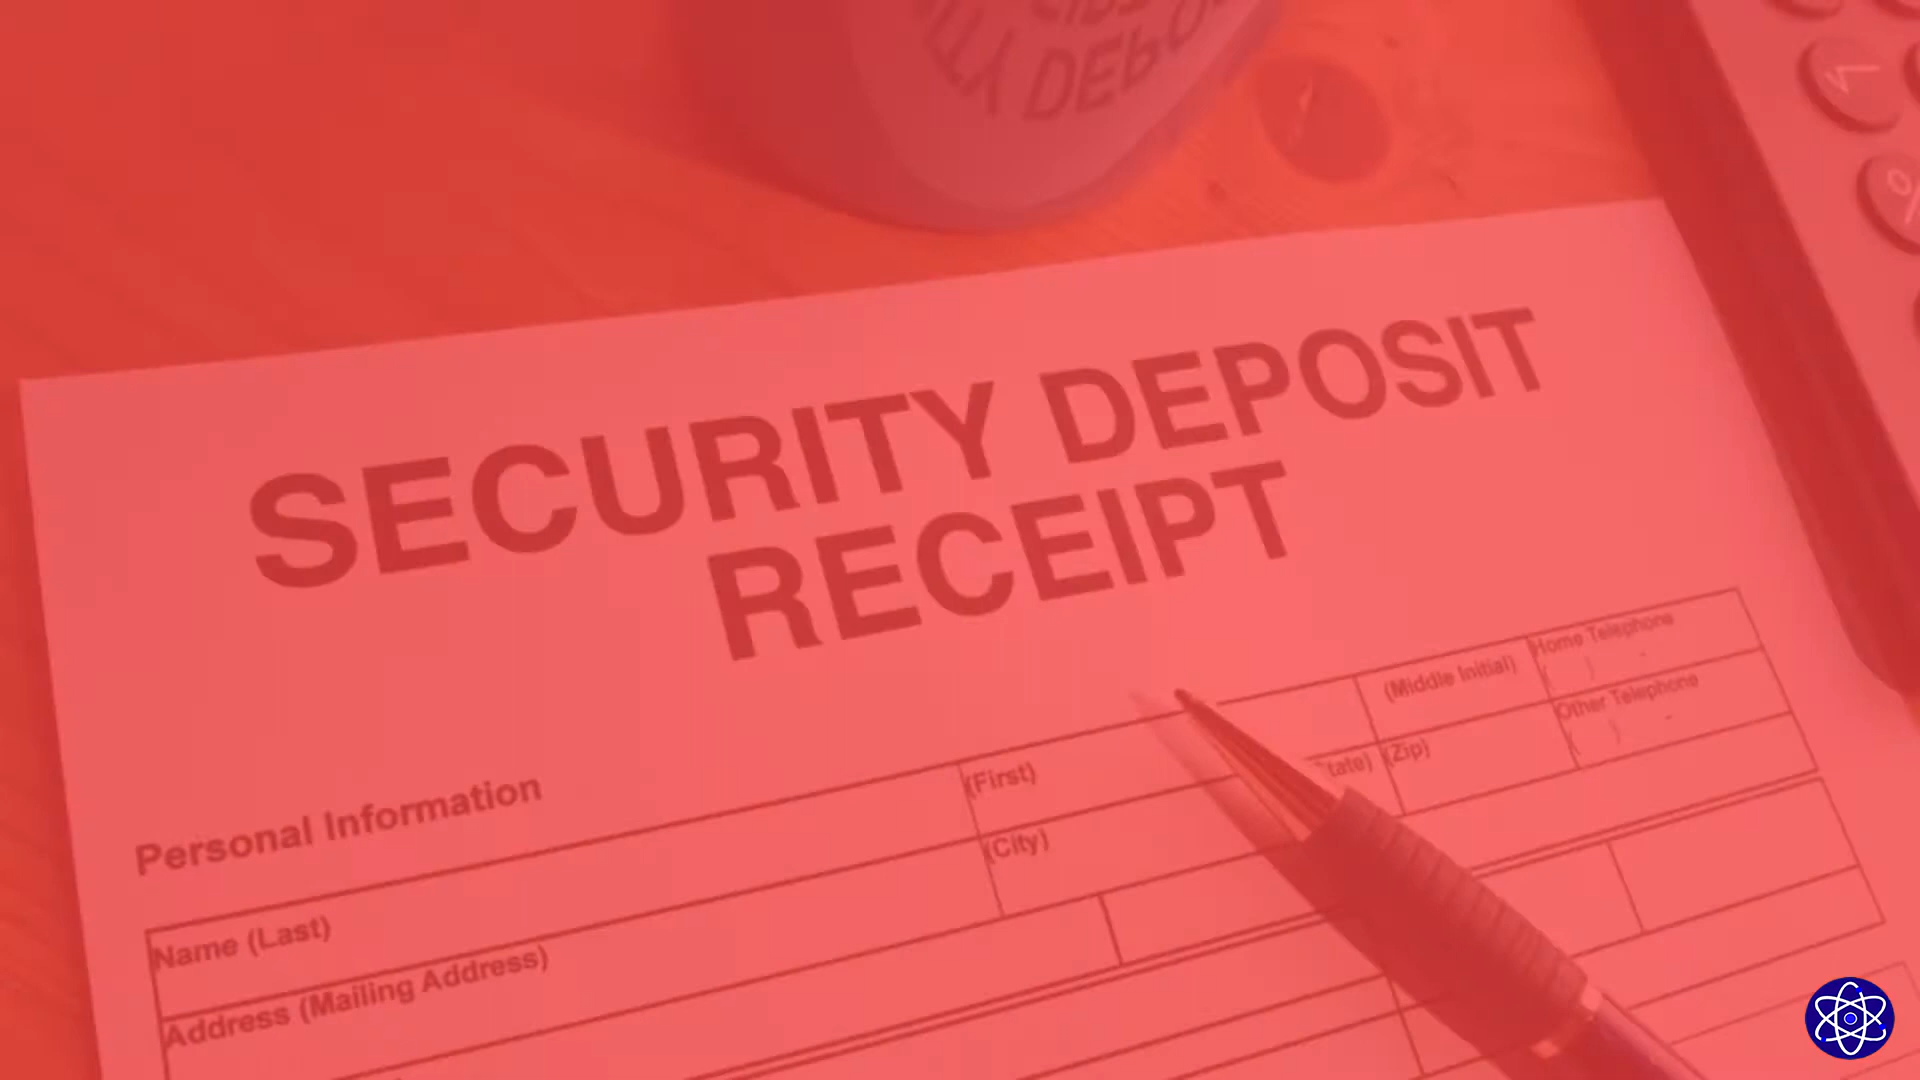 SECURITY DEPOSIT
RECEIPT
Personal Information
Name (Last)
(First)
(Middle Initial)
Home Telephone
( ) -
Address (Mailing Address)
(City)
(Zip)
Other Telephone
( ) -